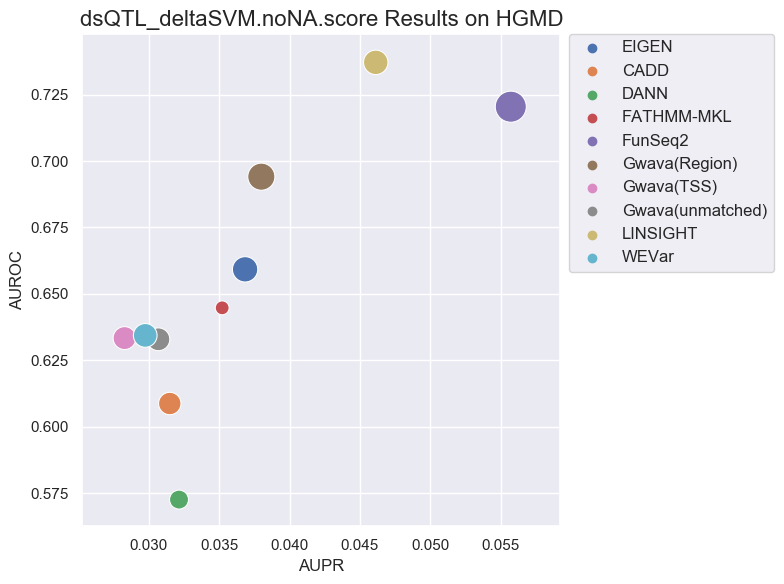 dsQTL_deltaSVM.noNA.score Results on HGMD
EIGEN
CADD
DANN
FATHMM-MKL
FunSeq2
Gwava(Region)
Gwava(TSS)
Gwava(unmatched)
LINSIGHT
WEVar
AUROC
0.725
0.700
0.675
0.650
0.625
0.600
0.575
0.030 0.035 0.040 0.045 0.050 0.055
AUPR